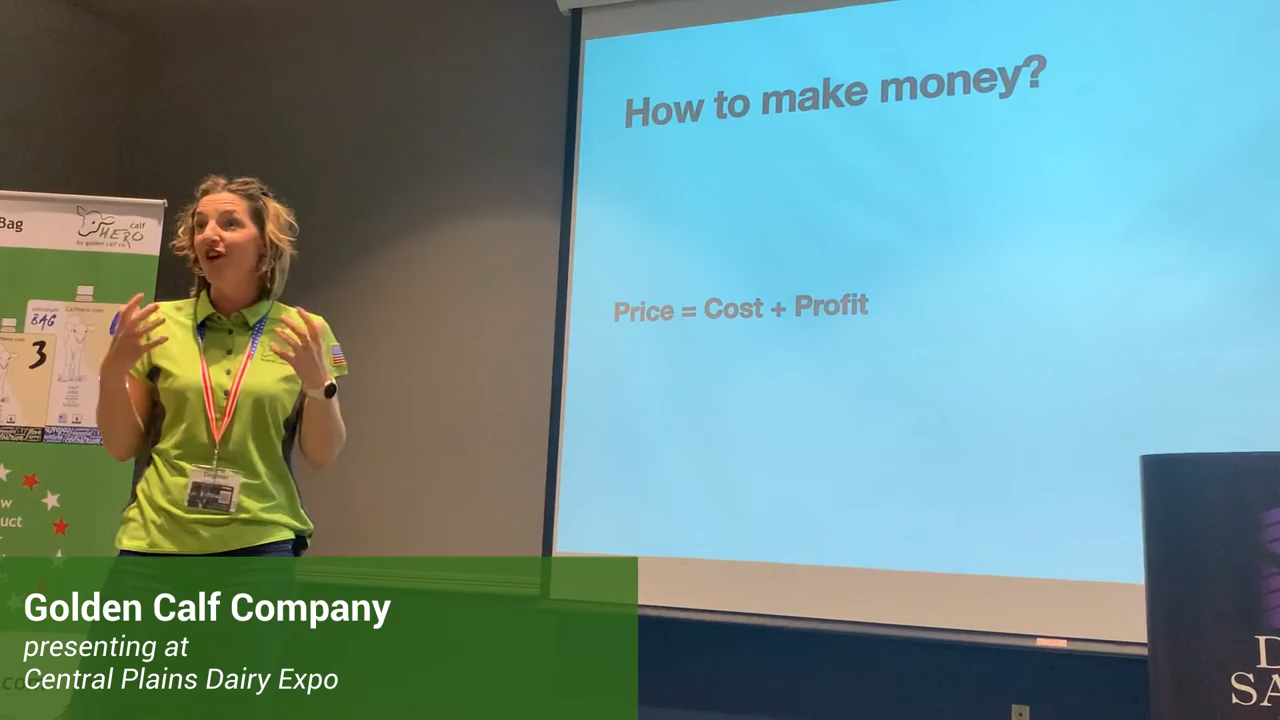 How to make money?
Price = Cost + Profit
Bag
calf
HERO
by golden calf co
BAG
3
Golden Calf Company
presenting at
Central Plains Dairy Expo
D
SA